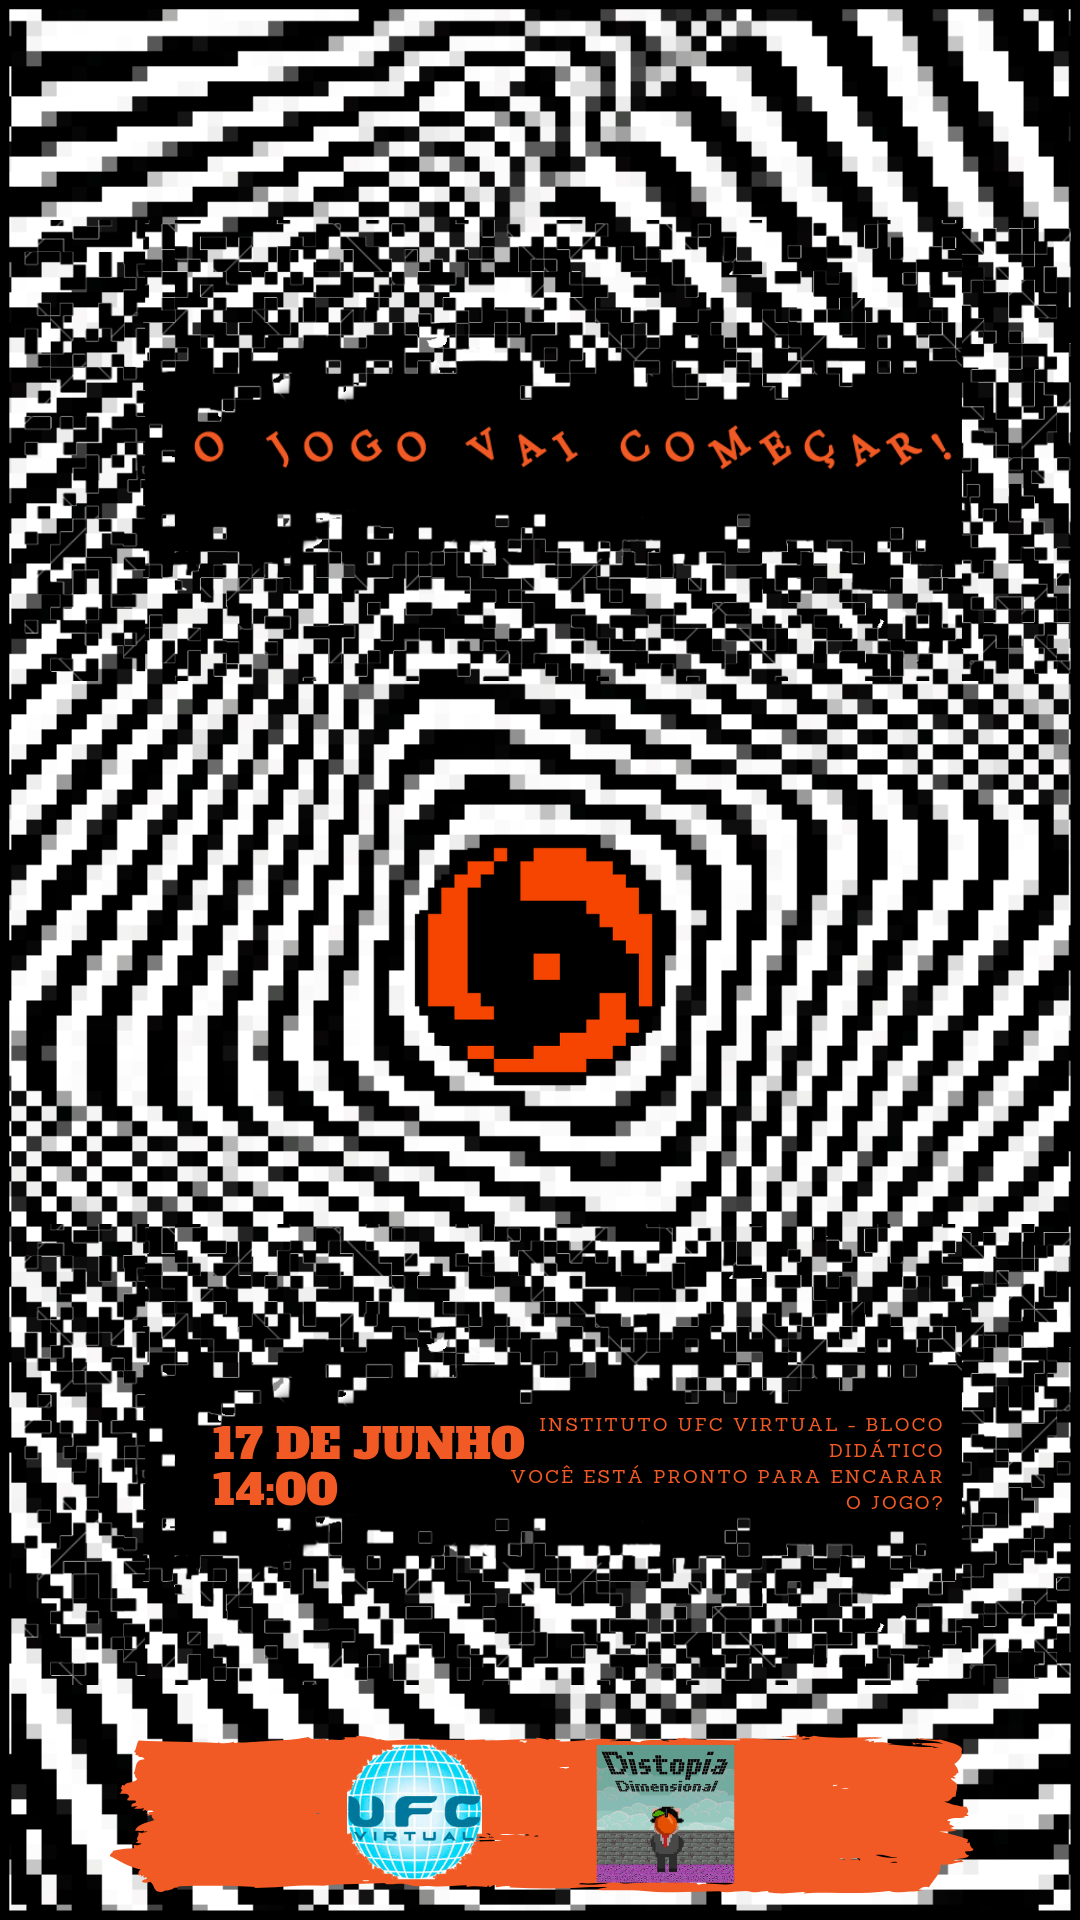 O JOGO VAI COMEÇAR!
17 DE JUNHO
14:00
INSTITUTO UFC VIRTUAL - BLOCO
DIDÁTICO
VOCÊ ESTÁ PRONTO PARA ENCARAR
O JOGO?
UFC
VIRTUAL
Distopia
Dimensional